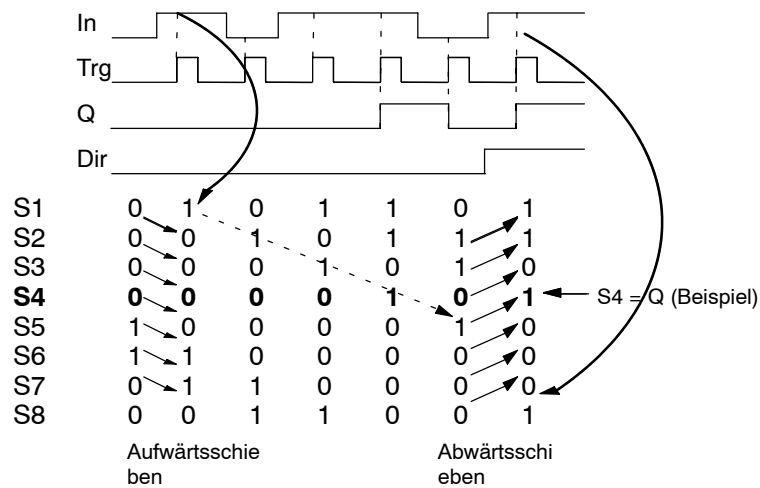 In
Trg
Q
Dir
S1 0 1 0 1 1 0 1
S2 0 0 1 0 1 1 1
S3 0 0 0 1 0 1 0
S4 0 0 0 0 1 0 1 S4 = Q (Beispiel)
S5 1 0 0 0 0 1 0
S6 1 1 0 0 0 0 0
S7 0 1 1 0 0 0 0
S8 0 0 1 1 0 0 1
Aufwärtsschie Abwärtsschi
ben eben